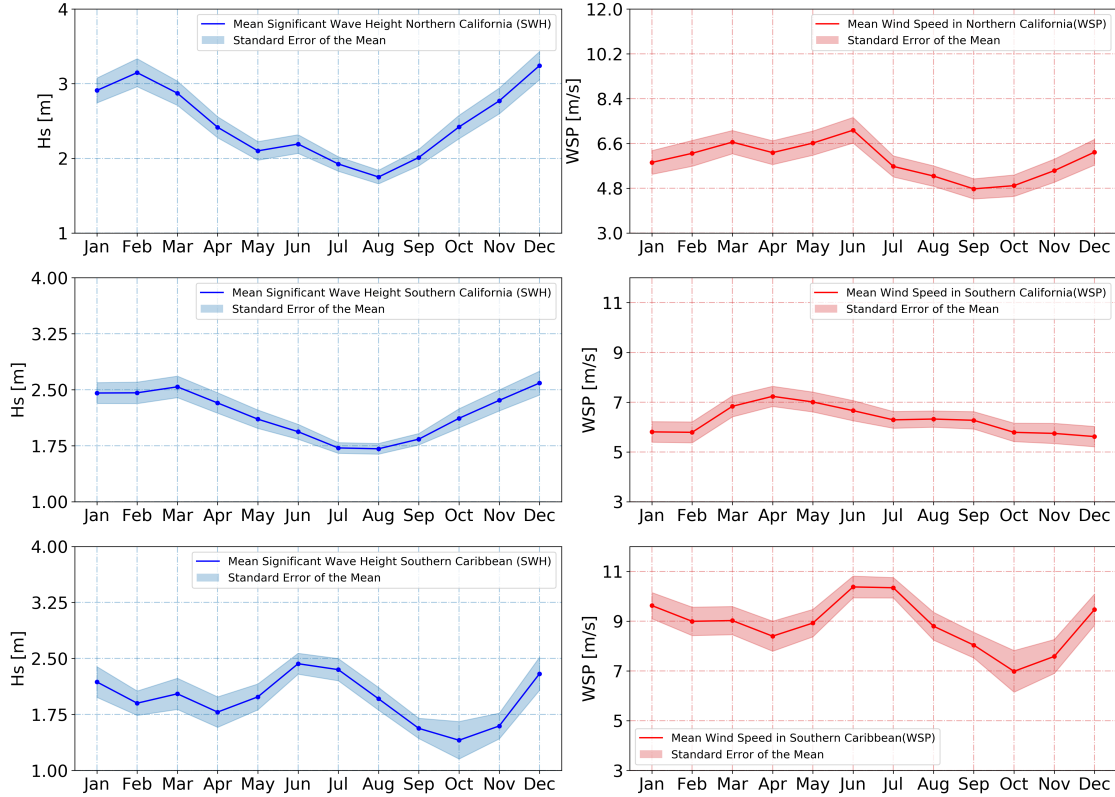 Hs [m]
4
3
2
1
Mean Significant Wave Height Northern California (SWH)
Standard Error of the Mean
Jan Feb Mar Apr May Jun Jul Aug Sep Oct Nov Dec
WSP [m/s]
12.0
10.2
8.4
6.6
4.8
3.0
Mean Wind Speed in Northern California(WSP)
Standard Error of the Mean
Jan Feb Mar Apr May Jun Jul Aug Sep Oct Nov Dec
Hs [m]
4.00
3.25
2.50
1.75
1.00
Mean Significant Wave Height Southern California (SWH)
Standard Error of the Mean
Jan Feb Mar Apr May Jun Jul Aug Sep Oct Nov Dec
WSP [m/s]
11
9
7
5
3
Mean Wind Speed in Southern California(WSP)
Standard Error of the Mean
Jan Feb Mar Apr May Jun Jul Aug Sep Oct Nov Dec
Hs [m]
4.00
3.25
2.50
1.75
1.00
Mean Significant Wave Height Southern Caribbean (SWH)
Standard Error of the Mean
Jan Feb Mar Apr May Jun Jul Aug Sep Oct Nov Dec
WSP [m/s]
11
9
7
5
3
Mean Wind Speed in Southern Caribbean(WSP)
Standard Error of the Mean
Jan Feb Mar Apr May Jun Jul Aug Sep Oct Nov Dec